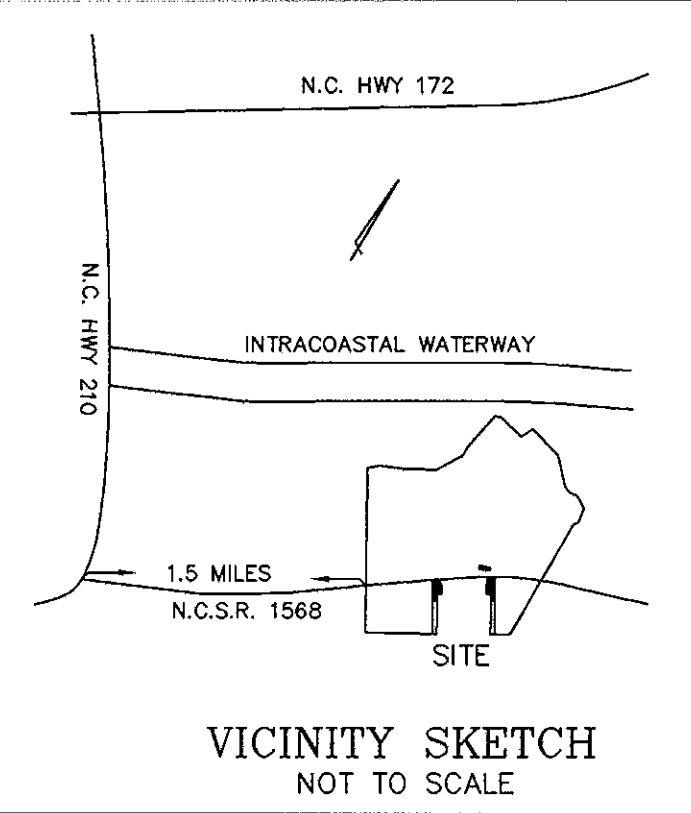 N.C. HWY 172
N.C. HWY 210
INTRACOASTAL WATERWAY
1.5 MILES
N.C.S.R. 1568
SITE
VICINITY SKETCH
NOT TO SCALE